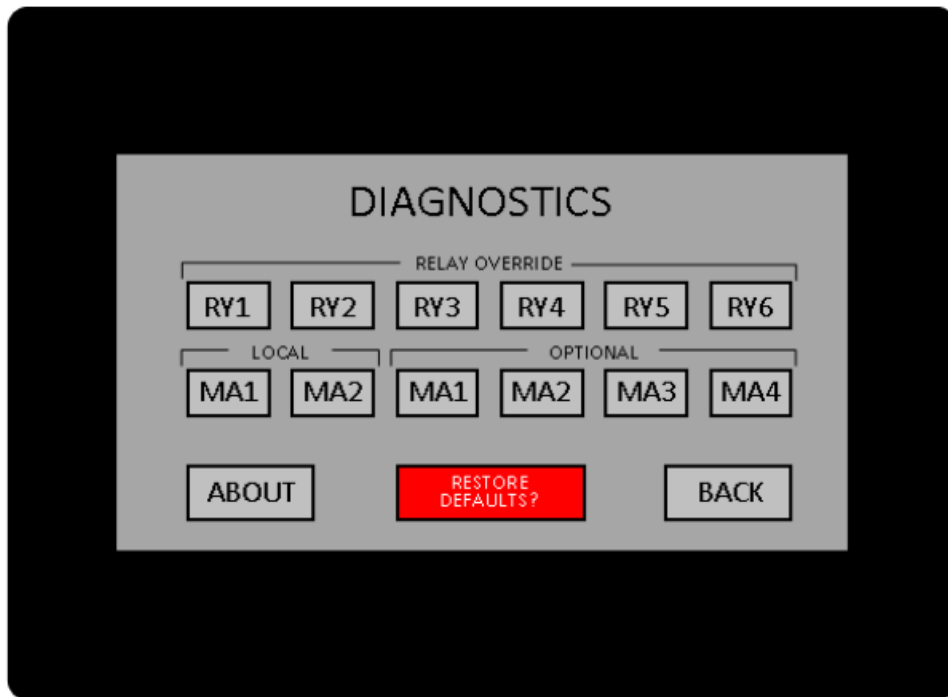 DIAGNOSTICS
RELAY OVERRIDE
RY1 RY2 RY3 RY4 RY5 RY6
LOCAL OPTIONAL
MA1 MA2 MA1 MA2 MA3 MA4
ABOUT
RESTORE
DEFAULTS?
BACK